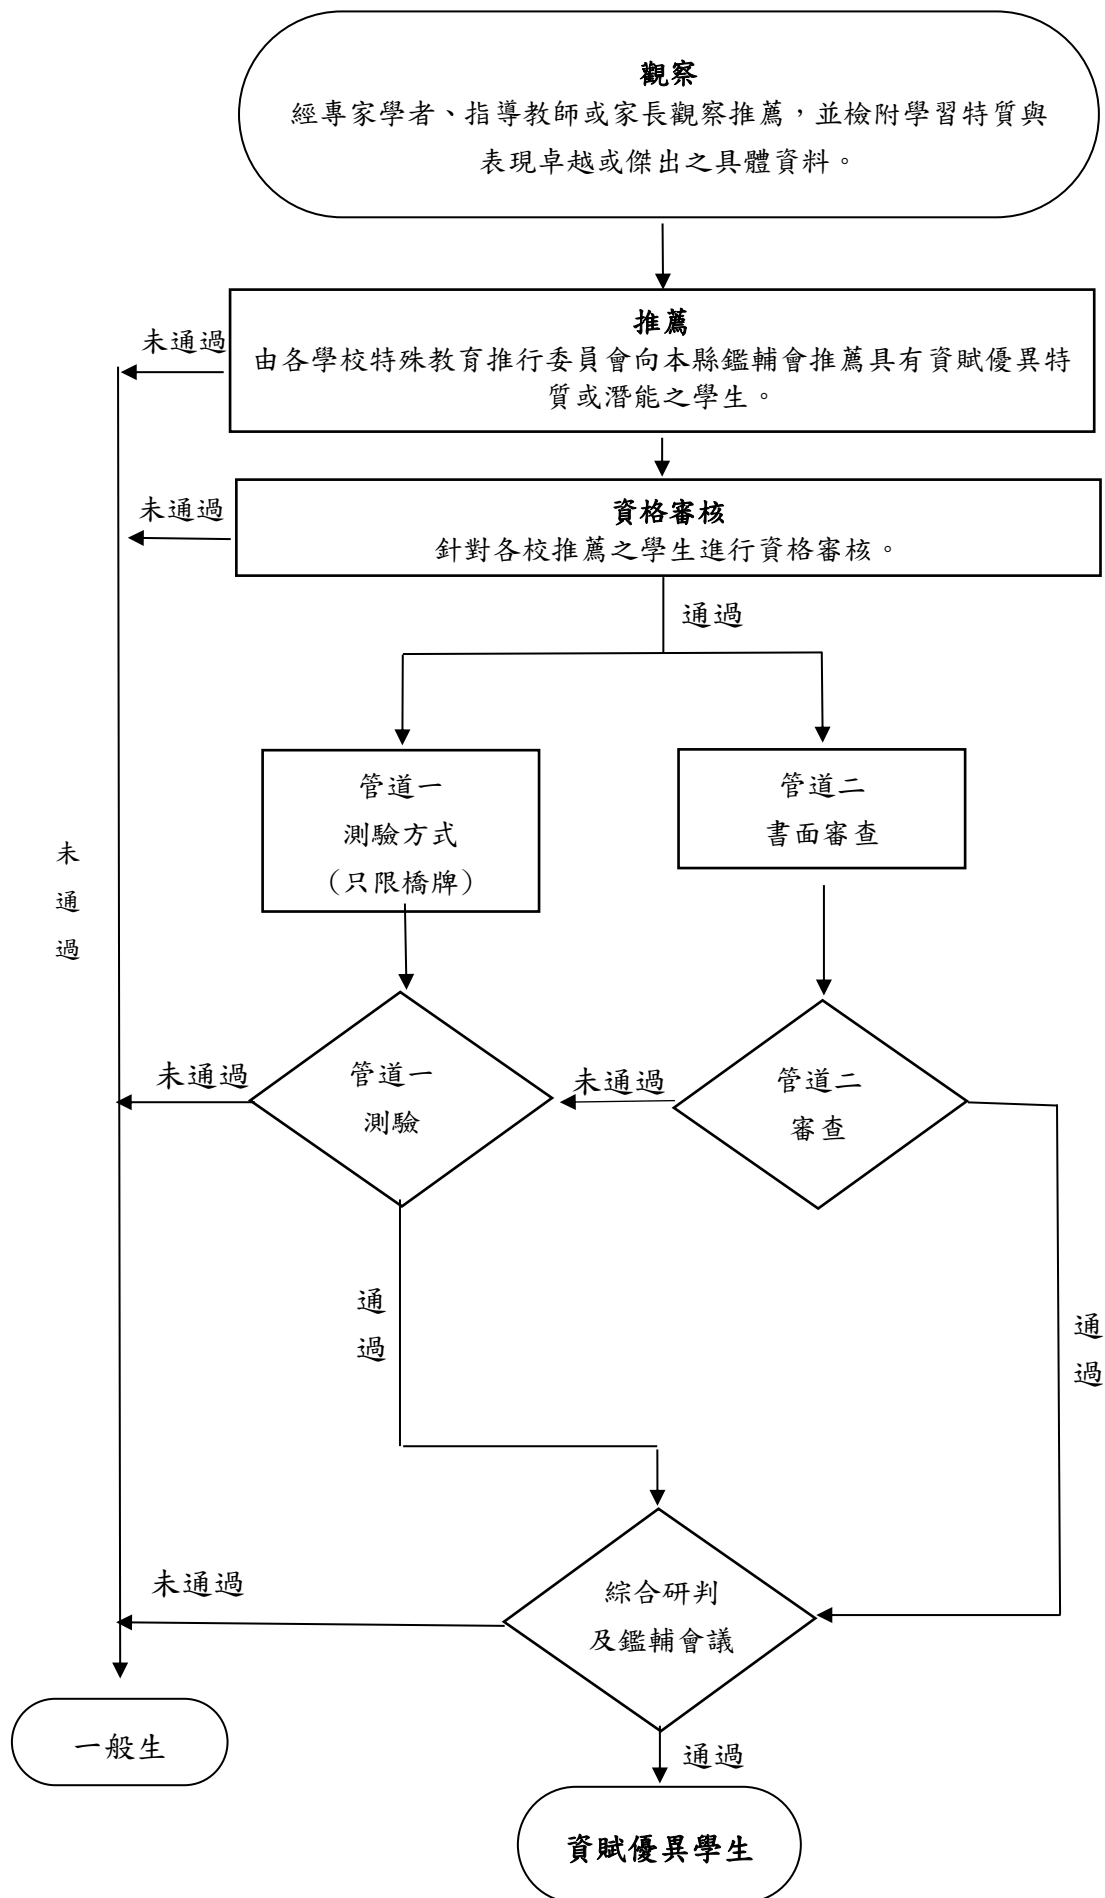 觀察
經專家學者、指導教師或家長觀察推薦，並檢附學習特質與
表現卓越或傑出之具體資料。
推薦
由各學校特殊教育推行委員會向本縣鑑輔會推薦具有資賦優異特
質或潛能之學生。
未通過
資格審核
針對各校推薦之學生進行資格審核。
未通過
通過
管道一
測驗方式
（只限橋牌）
管道二
書面審查
未
通
過
管道一
測驗
未通過
管道二
審查
未通過
通
過
通
過
綜合研判
及鑑輔會議
未通過
一般生
通過
資賦優異學生